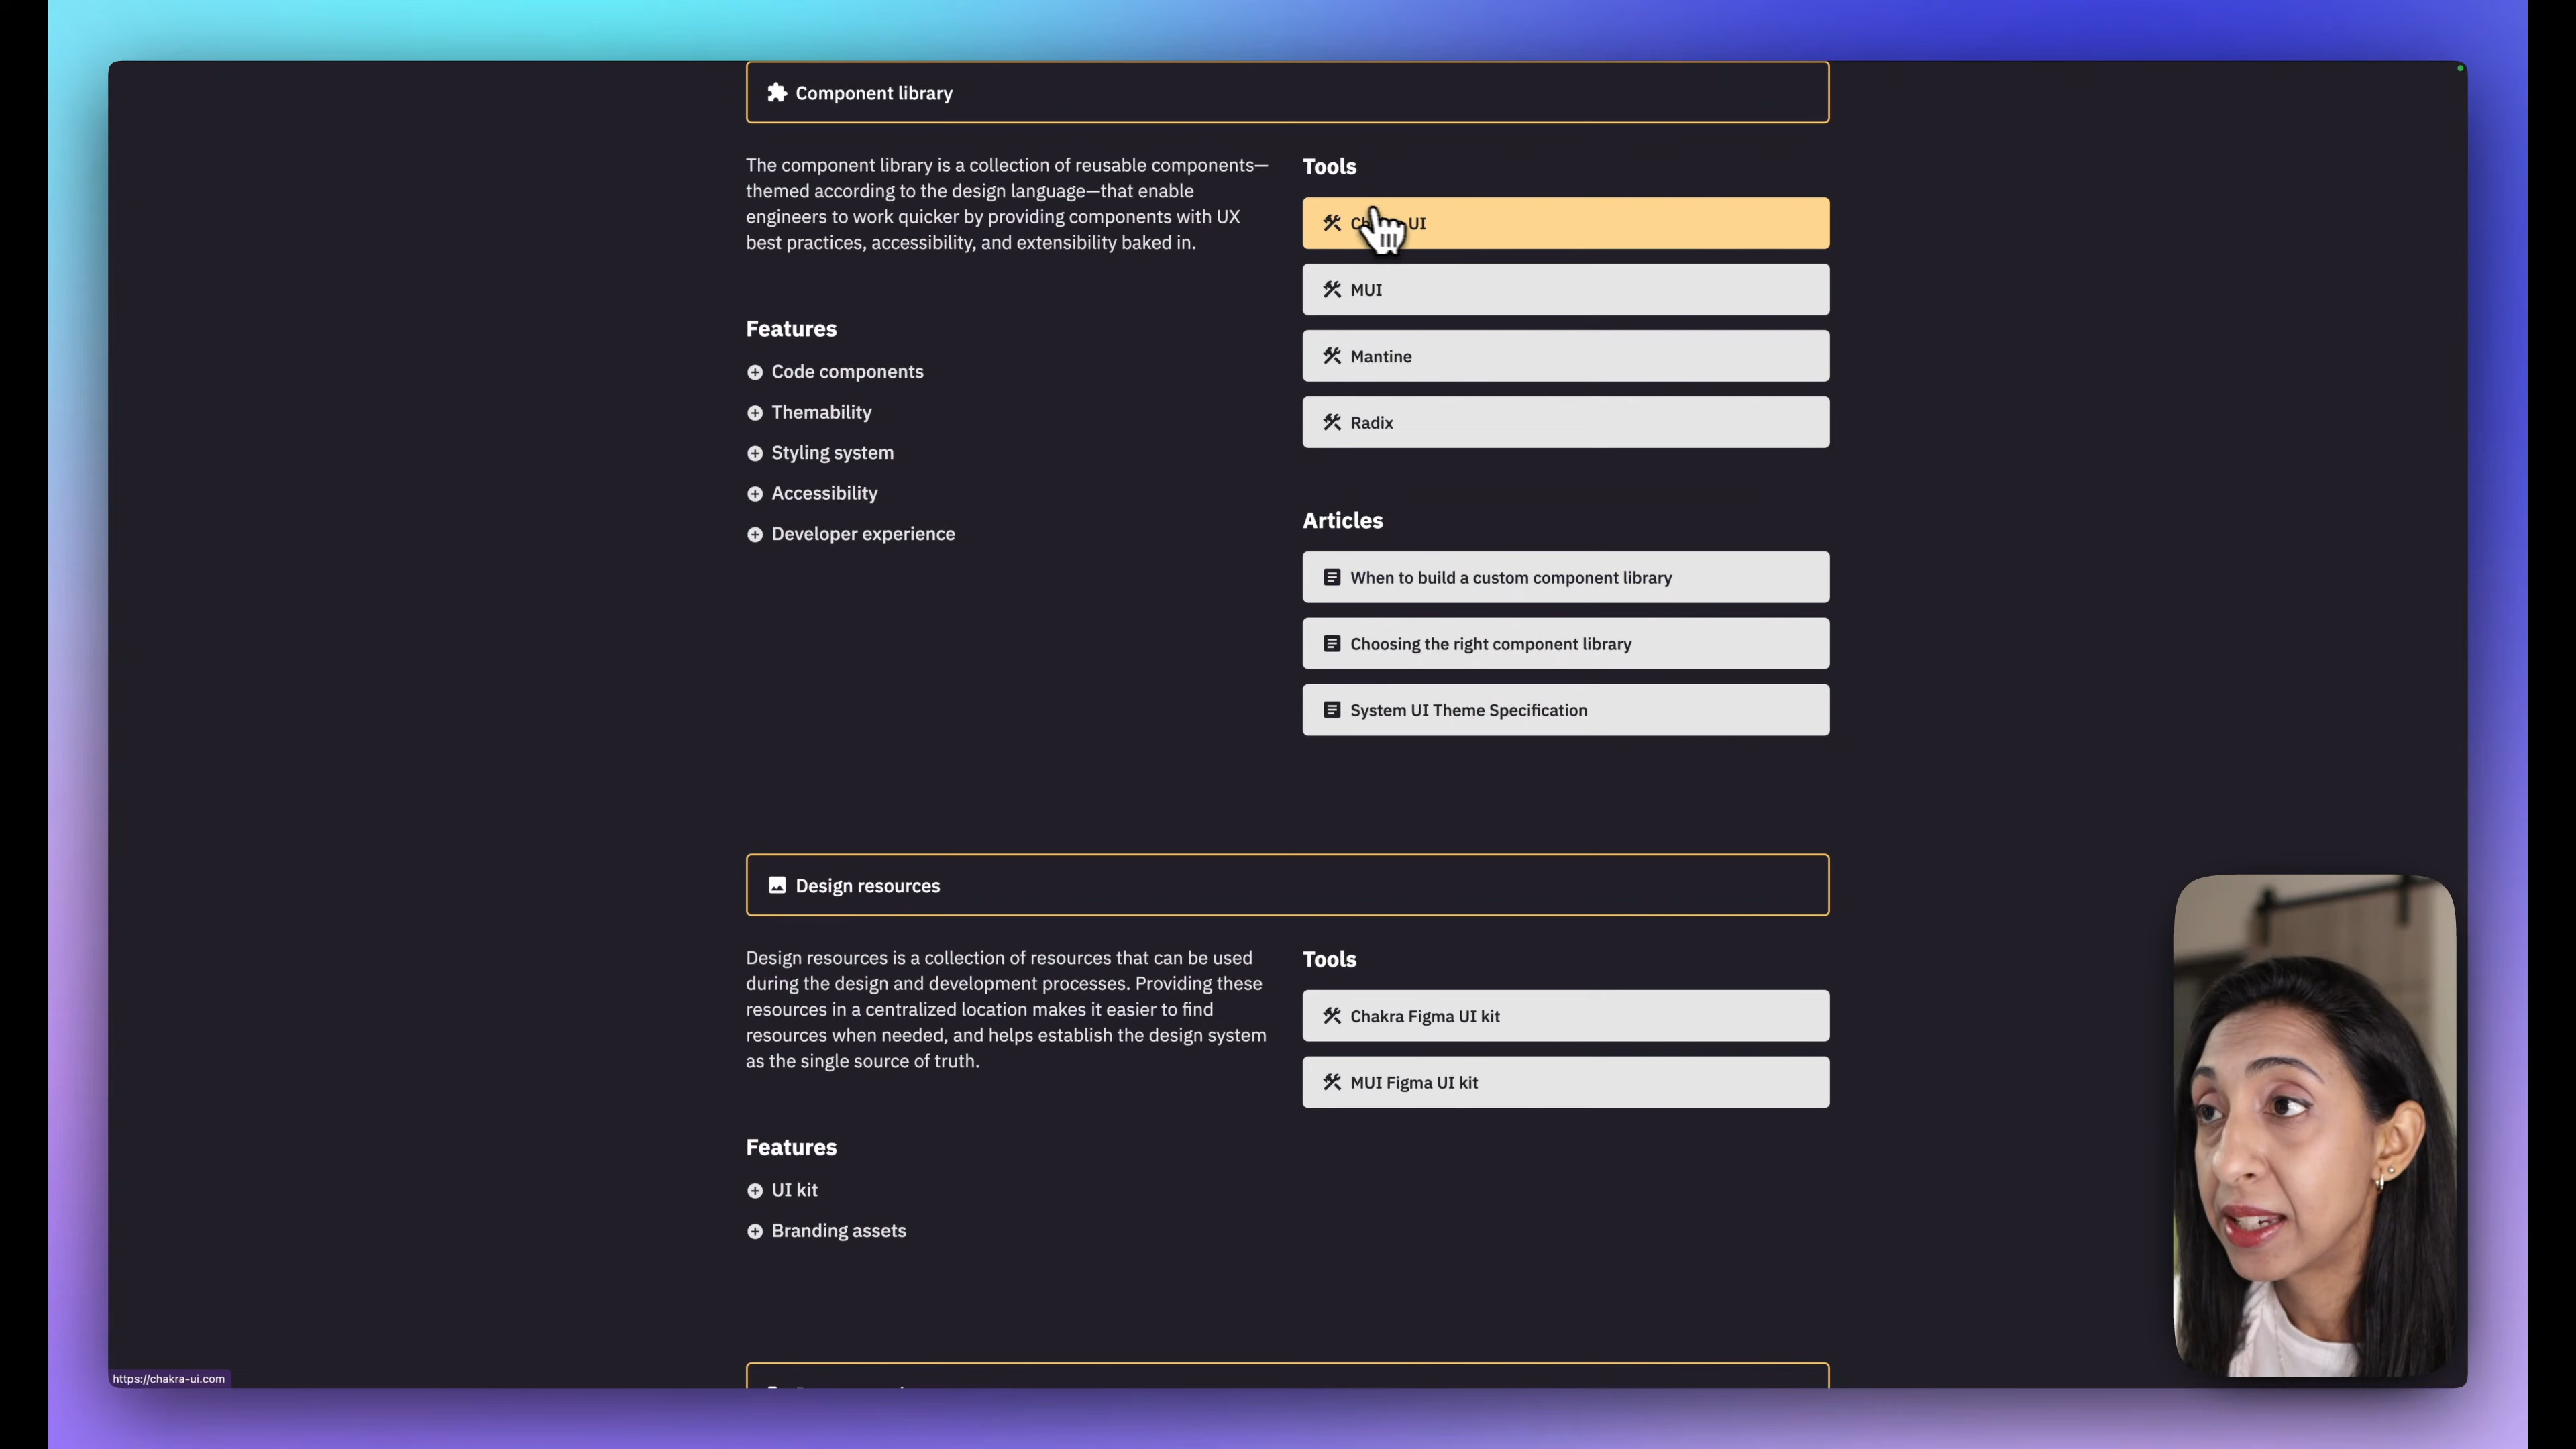 Component library
The component library is a collection of reusable components—
themed according to the design language—that enable
engineers to work quicker by providing components with UX
best practices, accessibility, and extensibility baked in.
Features
Code components
Themability
Styling system
Accessibility
Developer experience
Tools
UI
MUI
Mantine
Radix
Articles
When to build a custom component library
Choosing the right component library
System UI Theme Specification
Design resources
Design resources is a collection of resources that can be used
during the design and development processes. Providing these
resources in a centralized location makes it easier to find
resources when needed, and helps establish the design system
as the single source of truth.
Features
UI kit
Branding assets
Tools
Chakra Figma UI kit
MUI Figma UI kit
https://chakra-ui.com